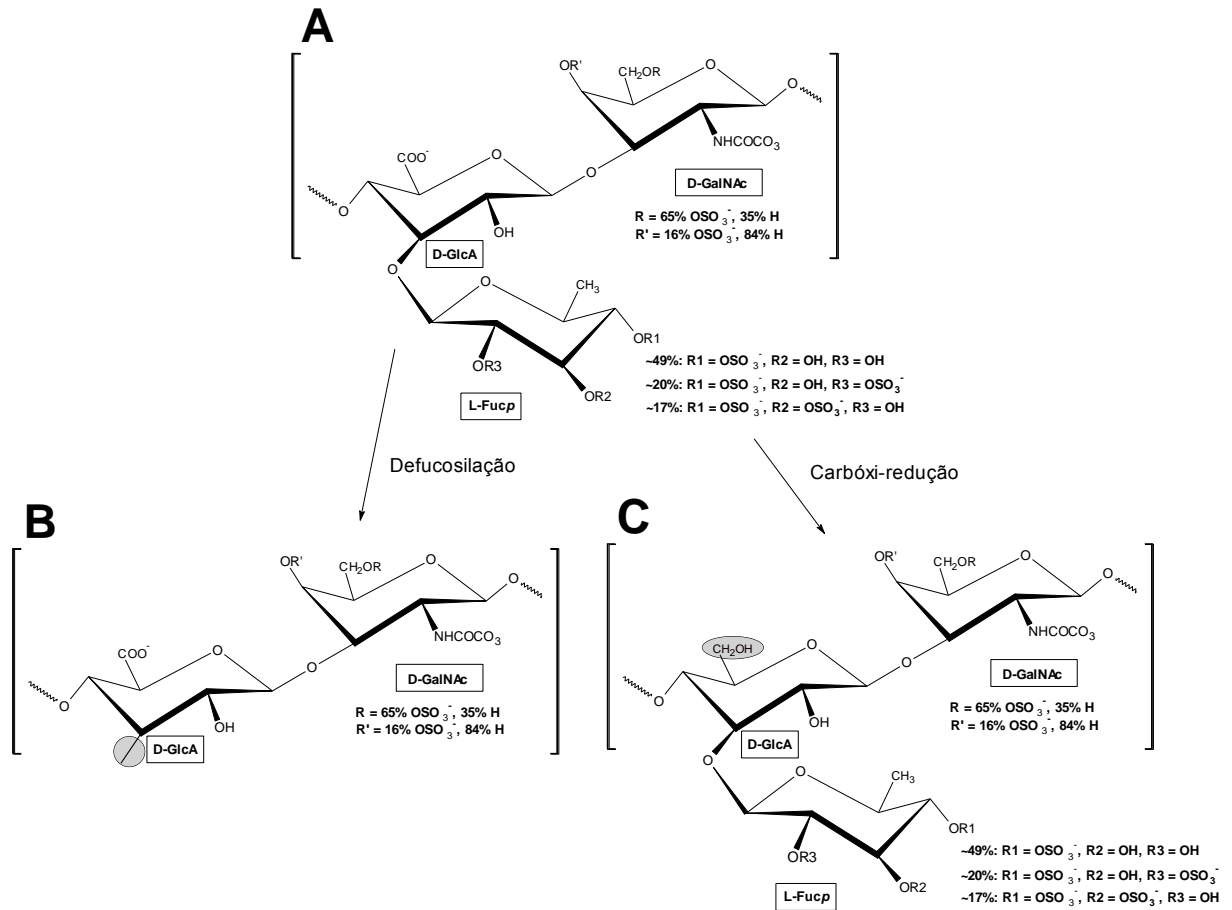 A
OR'
CH2OR
O
O
COO-
O
O
NHCOCO3
D-GalNAc
O
OH
R = 65% OSO3-, 35% H
R' = 16% OSO3-, 84% H
D-GlcA
O
O
CH3
OR1
OR3
~49%: R1 = OSO3-, R2 = OH, R3 = OH
OR2
~20%: R1 = OSO3-, R2 = OH, R3 = OSO3-
L-Fucp
~17%: R1 = OSO3-, R2 = OSO3-, R3 = OH
Defucosilação
Carbóxi-redução
B
OR'
CH2OR
O
O
COO-
O
O
NHCOCO3
D-GalNAc
O
OH
R = 65% OSO3-, 35% H
R' = 16% OSO3-, 84% H
D-GlcA
C
OR'
CH2OR
O
O
CH2OH
O
O
NHCOCO3
D-GalNAc
O
OH
R = 65% OSO3-, 35% H
R' = 16% OSO3-, 84% H
D-GlcA
O
O
CH3
OR1
OR3
~49%: R1 = OSO3-, R2 = OH, R3 = OH
OR2
~20%: R1 = OSO3-, R2 = OH, R3 = OSO3-
L-Fucp
~17%: R1 = OSO3-, R2 = OSO3-, R3 = OH